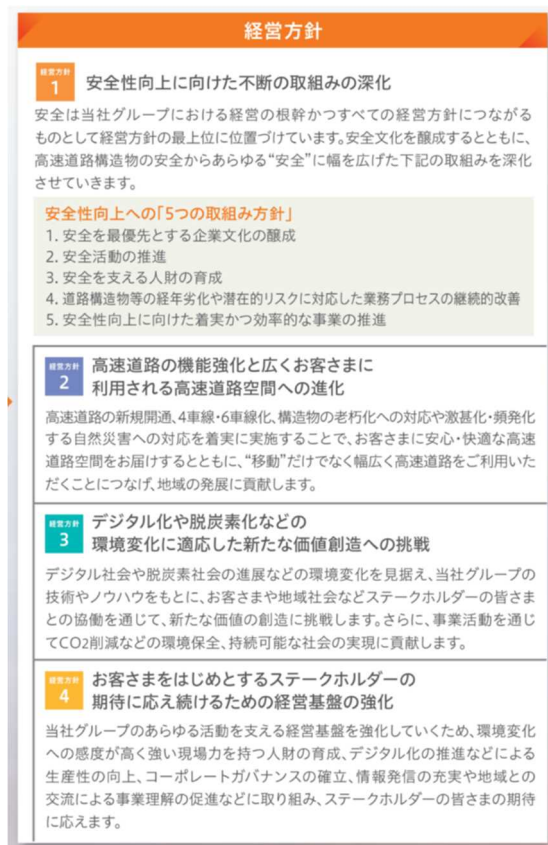 経営方針
経営方針
1
安全性向上に向けた不断の取組みの深化
安全は当社グループにおける経営の根幹かつすべての経営方針につながる
ものとして経営方針の最上位に位置づけています。安全文化を醸成するとともに、
高速道路構造物の安全からあらゆる“安全”に幅を広げた下記の取組みを深化
させていきます。
安全性向上への「5つの取組み方針」
1. 安全を最優先とする企業文化の醸成
2. 安全活動の推進
3. 安全を支える人財の育成
4. 道路構造物等の経年劣化や潜在的リスクに対応した業務プロセスの継続的改善
5. 安全性向上に向けた着実かつ効率的な事業の推進
経営方針
2
高速道路の機能強化と広くお客さまに
利用される高速道路空間への進化
高速道路の新規開通、4車線・6車線化、構造物の老朽化への対応や激甚化・頻発化
する自然災害への対応を着実に実施することで、お客さまに安心・快適な高速
道路空間をお届けするとともに、“移動”だけでなく幅広く高速道路をご利用いた
だくことにつなげ、地域の発展に貢献します。
経営方針
3
デジタル化や脱炭素化などの
環境変化に適応した新たな価値創造への挑戦
デジタル社会や脱炭素社会の進展などの環境変化を見据え、当社グループの
技術やノウハウをもとに、お客さまや地域社会などステークホルダーの皆さま
との協働を通じて、新たな価値の創造に挑戦します。さらに、事業活動を通じ
てCO2削減などの環境保全、持続可能な社会の実現に貢献します。
経営方針
4
お客さまをはじめとするステークホルダーの
期待に応え続けるための経営基盤の強化
当社グループのあらゆる活動を支える経営基盤を強化していくため、環境変化
への感度が高く強い現場力を持つ人財の育成、デジタル化の推進などによる
生産性の向上、コーポレートガバナンスの確立、情報発信の充実や地域との
交流による事業理解の促進などに取り組み、ステークホルダーの皆さまの期待
に応えます。